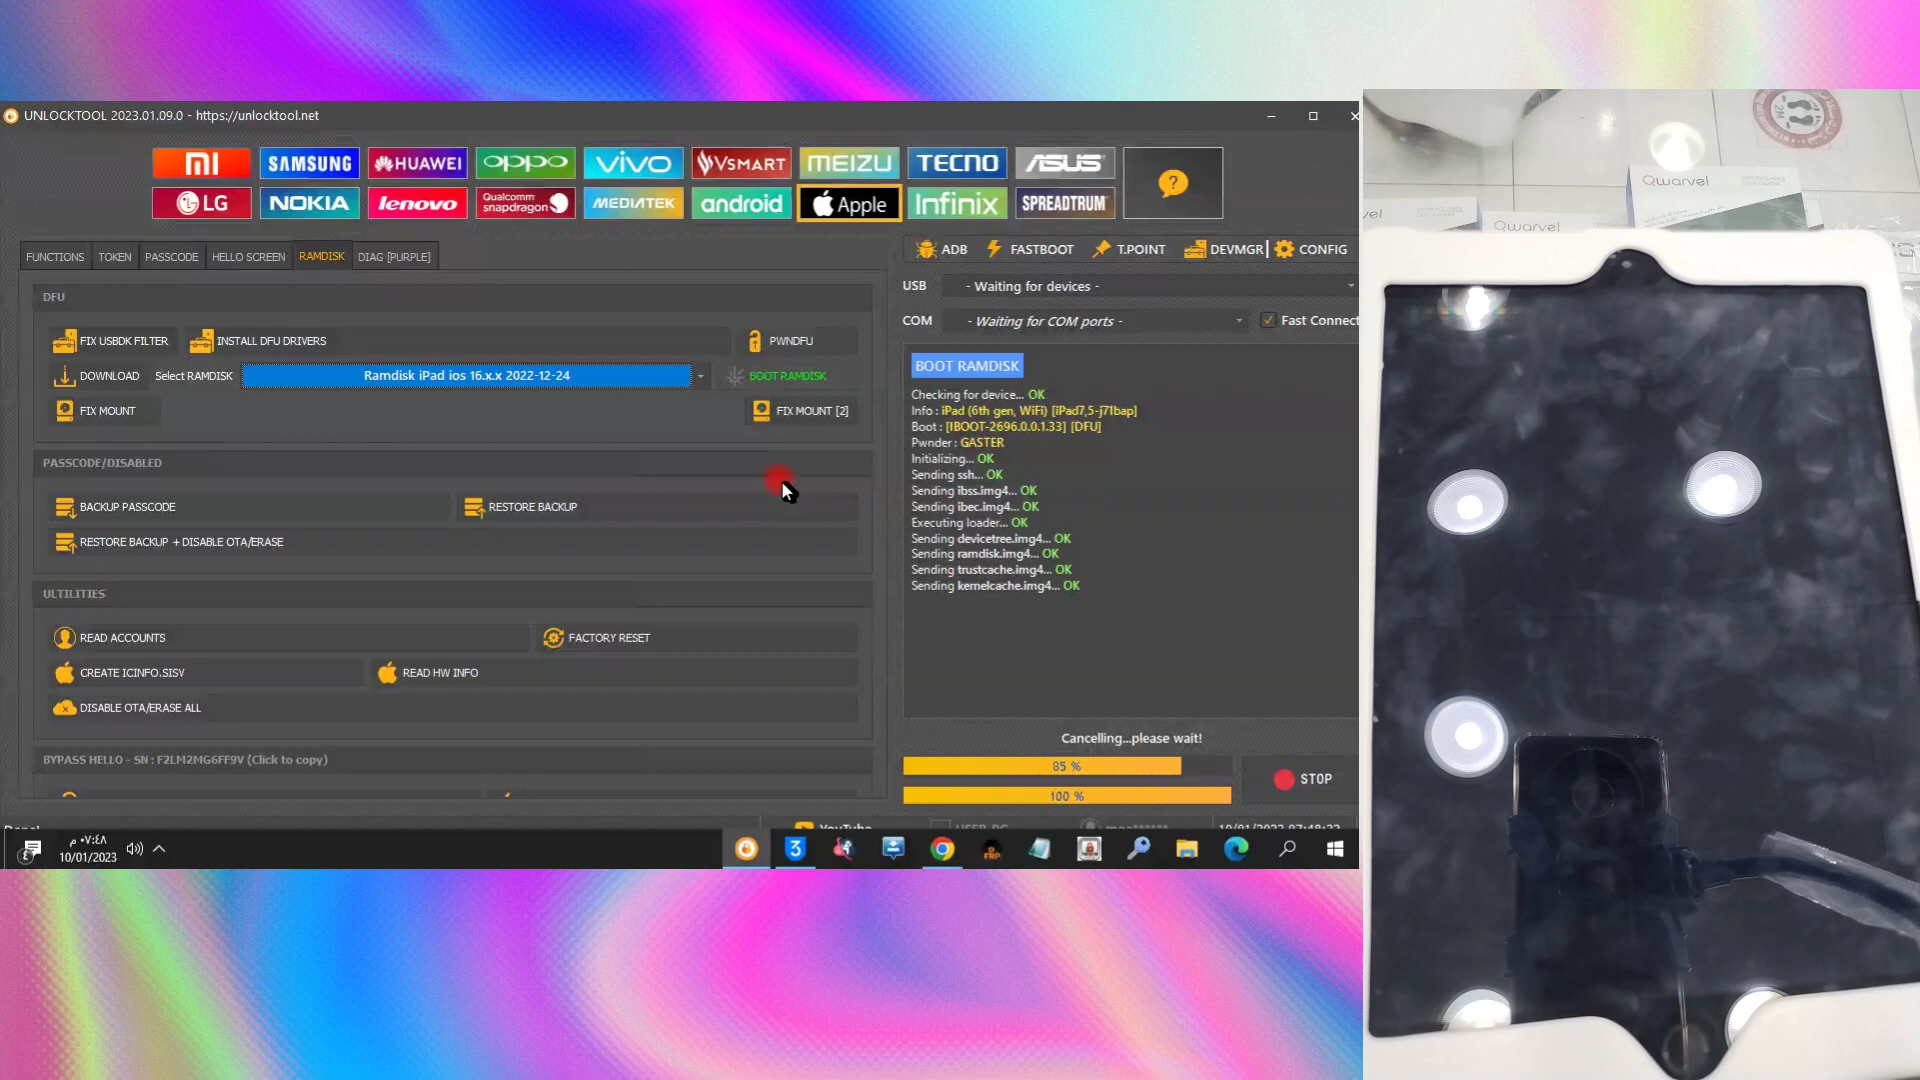 UNLOCKTOOL 2023.01.09.0 - https://unlocktool.net
MI SAMSUNG HUAWEI oppo vivo VSMART MEIZU TECNO ASUS
LG NOKIA lenovo Qualcomm snapdragon MEDIATEK android Apple Infinix SPREADTRUM
?
FUNCTIONS TOKEN PASSCODE HELLO SCREEN RAMDISK DIAG [PURPLE]
ADB FASTBOOT T.POINT DEVMGR CONFIG
DFU
FIX USBDK FILTER INSTALL DFU DRIVERS PWNDFU
DOWNLOAD Select RAMDISK Ramdisk iPad ios 16.x.x 2022-12-24 BOOT RAMDISK
FIX MOUNT FIX MOUNT [2]
PASSCODE/DISABLED
BACKUP PASSCODE RESTORE BACKUP
RESTORE BACKUP + DISABLE OTA/ERASE
ULTILITIES
READ ACCOUNTS FACTORY RESET
CREATE ICINFO.SISV READ HW INFO
DISABLE OTA/ERASE ALL
BYPASS HELLO - SN : F2LM2MG6FF9V (Click to copy)
USB - Waiting for devices -
COM - Waiting for COM ports - Fast Connect
BOOT RAMDISK
Checking for device... OK
Info : iPad (6th gen, WiFi) [iPad7,5-j71bap]
Boot : [IBOOT-2696.0.0.1.33] [DFU]
Pwnder : GASTER
Initializing... OK
Sending ssh... OK
Sending ibss.img4... OK
Sending ibec.img4... OK
Executing loader... OK
Sending devicetree.img4... OK
Sending ramdisk.img4... OK
Sending trustcache.img4... OK
Sending kernelcache.img4... OK
Cancelling...please wait!
85 %
100 %
STOP
YouTube
٠٧:٤٨ م
10/01/2023
٤
3
FRP
Qwarvel
Qwarvel
2M